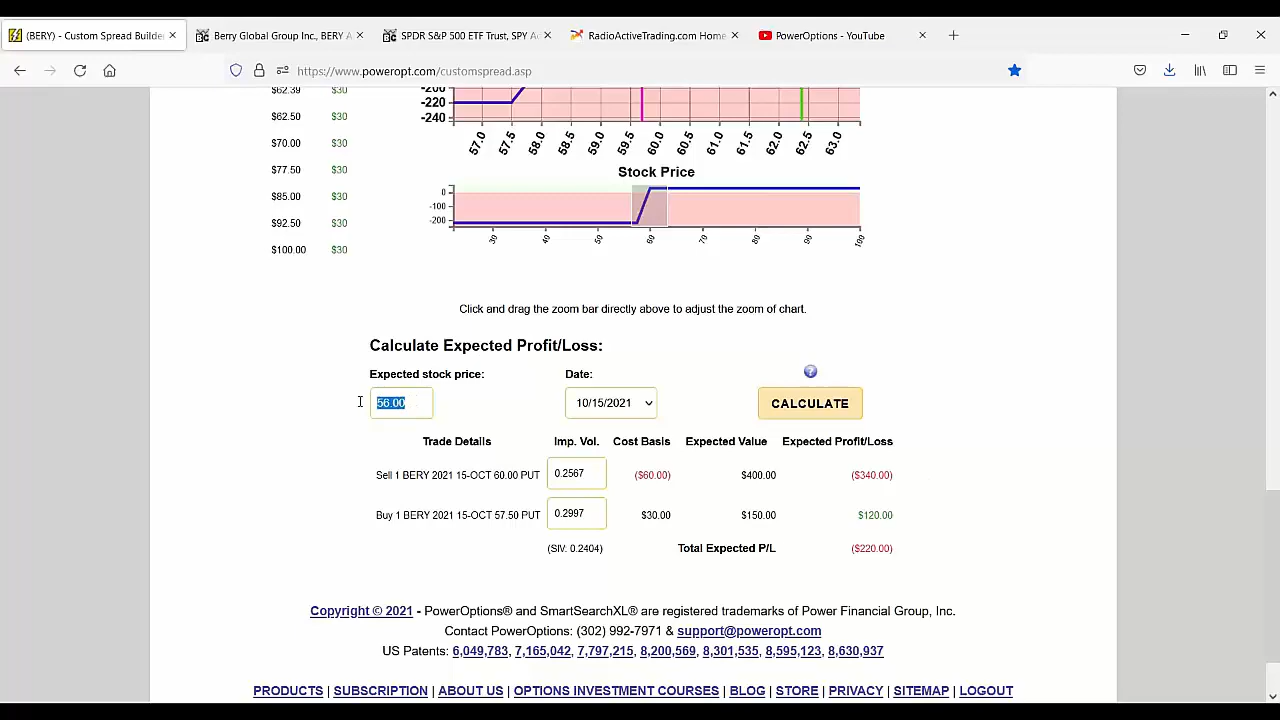 (BERY) - Custom Spread Builde
Berry Global Group Inc., BERY A
SPDR S&P 500 ETF Trust, SPY A
RadioActiveTrading.com Home
PowerOptions - YouTube
https://www.poweropt.com/customspread.asp
$62.39 $30
$62.50 $30
$70.00 $30
$77.50 $30
$85.00 $30
$92.50 $30
$100.00 $30
-200
-220
-240
57.0 57.5 58.0 58.5 59.0 59.5 60.0 60.5 61.0 61.5 62.0 62.5 63.0
Stock Price
0
-100
-200
30 40 50 60 70 80 90 100
Click and drag the zoom bar directly above to adjust the zoom of chart.
Calculate Expected Profit/Loss:
Expected stock price: Date: ?
56.00 10/15/2021 CALCULATE
Trade Details Imp. Vol. Cost Basis Expected Value Expected Profit/Loss
Sell 1 BERY 2021 15-OCT 60.00 PUT 0.2567 ($60.00) $400.00 ($340.00)
Buy 1 BERY 2021 15-OCT 57.50 PUT 0.2997 $30.00 $150.00 $120.00
(SIV. 0.2404) Total Expected P/L ($220.00)
Copyright © 2021 - PowerOptions® and SmartSearchXL® are registered trademarks of Power Financial Group, Inc.
Contact PowerOptions: (302) 992-7971 & support@poweropt.com
US Patents: 6,049,783, 7,165,042, 7,797,215, 8,200,569, 8,301,535, 8,595,123, 8,630,937
PRODUCTS | SUBSCRIPTION | ABOUT US | OPTIONS INVESTMENT COURSES | BLOG | STORE | PRIVACY | SITEMAP | LOGOUT